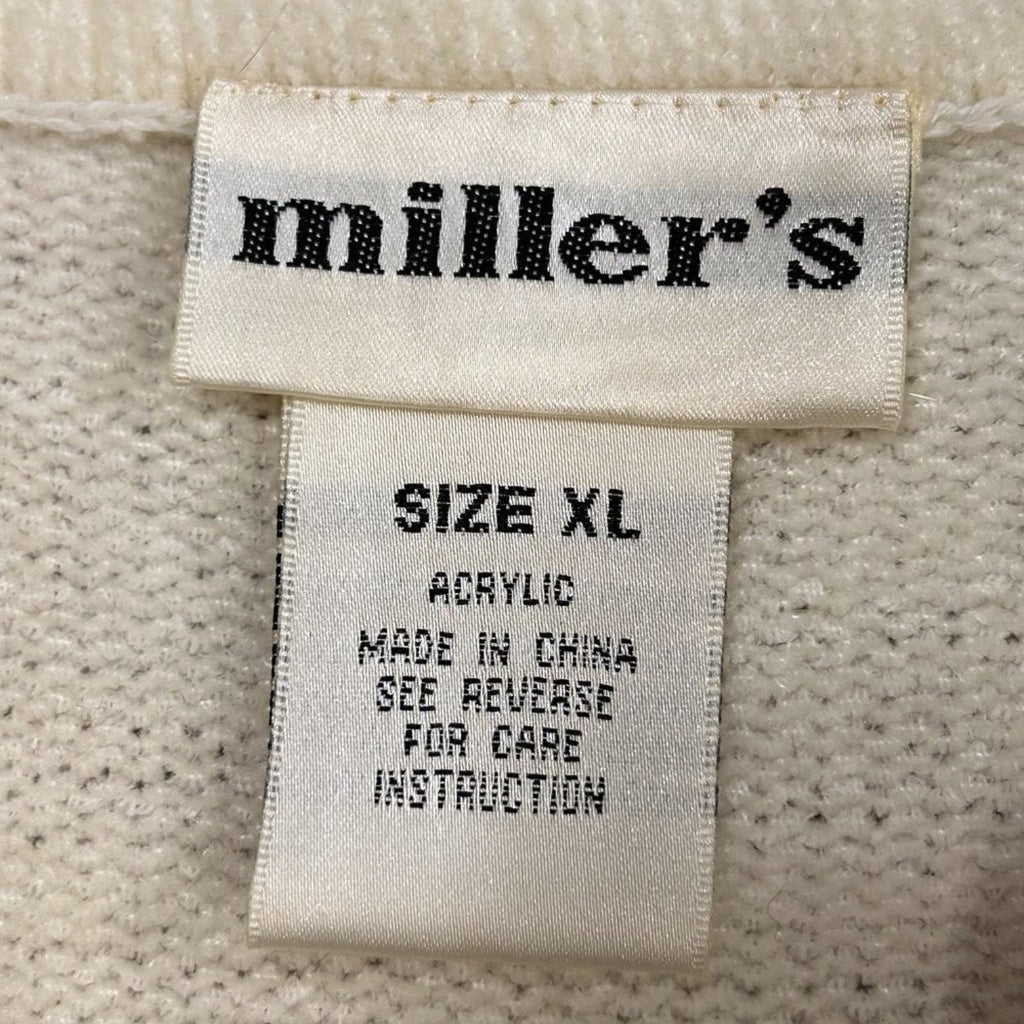 miller's
SIZE XL
ACRYLIC
MADE IN CHINA
SEE REVERSE
FOR CARE
INSTRUCTION